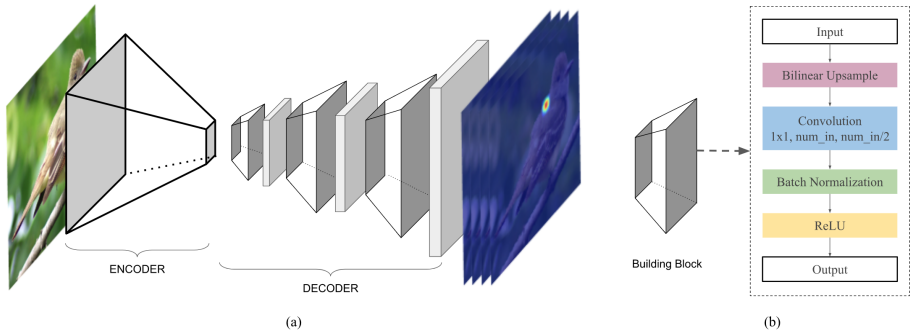 ENCODER
DECODER
(a)
Building Block
Input
Bilinear Upsample
Convolution
1x1, num_in, num_in/2
Batch Normalization
ReLU
Output
(b)